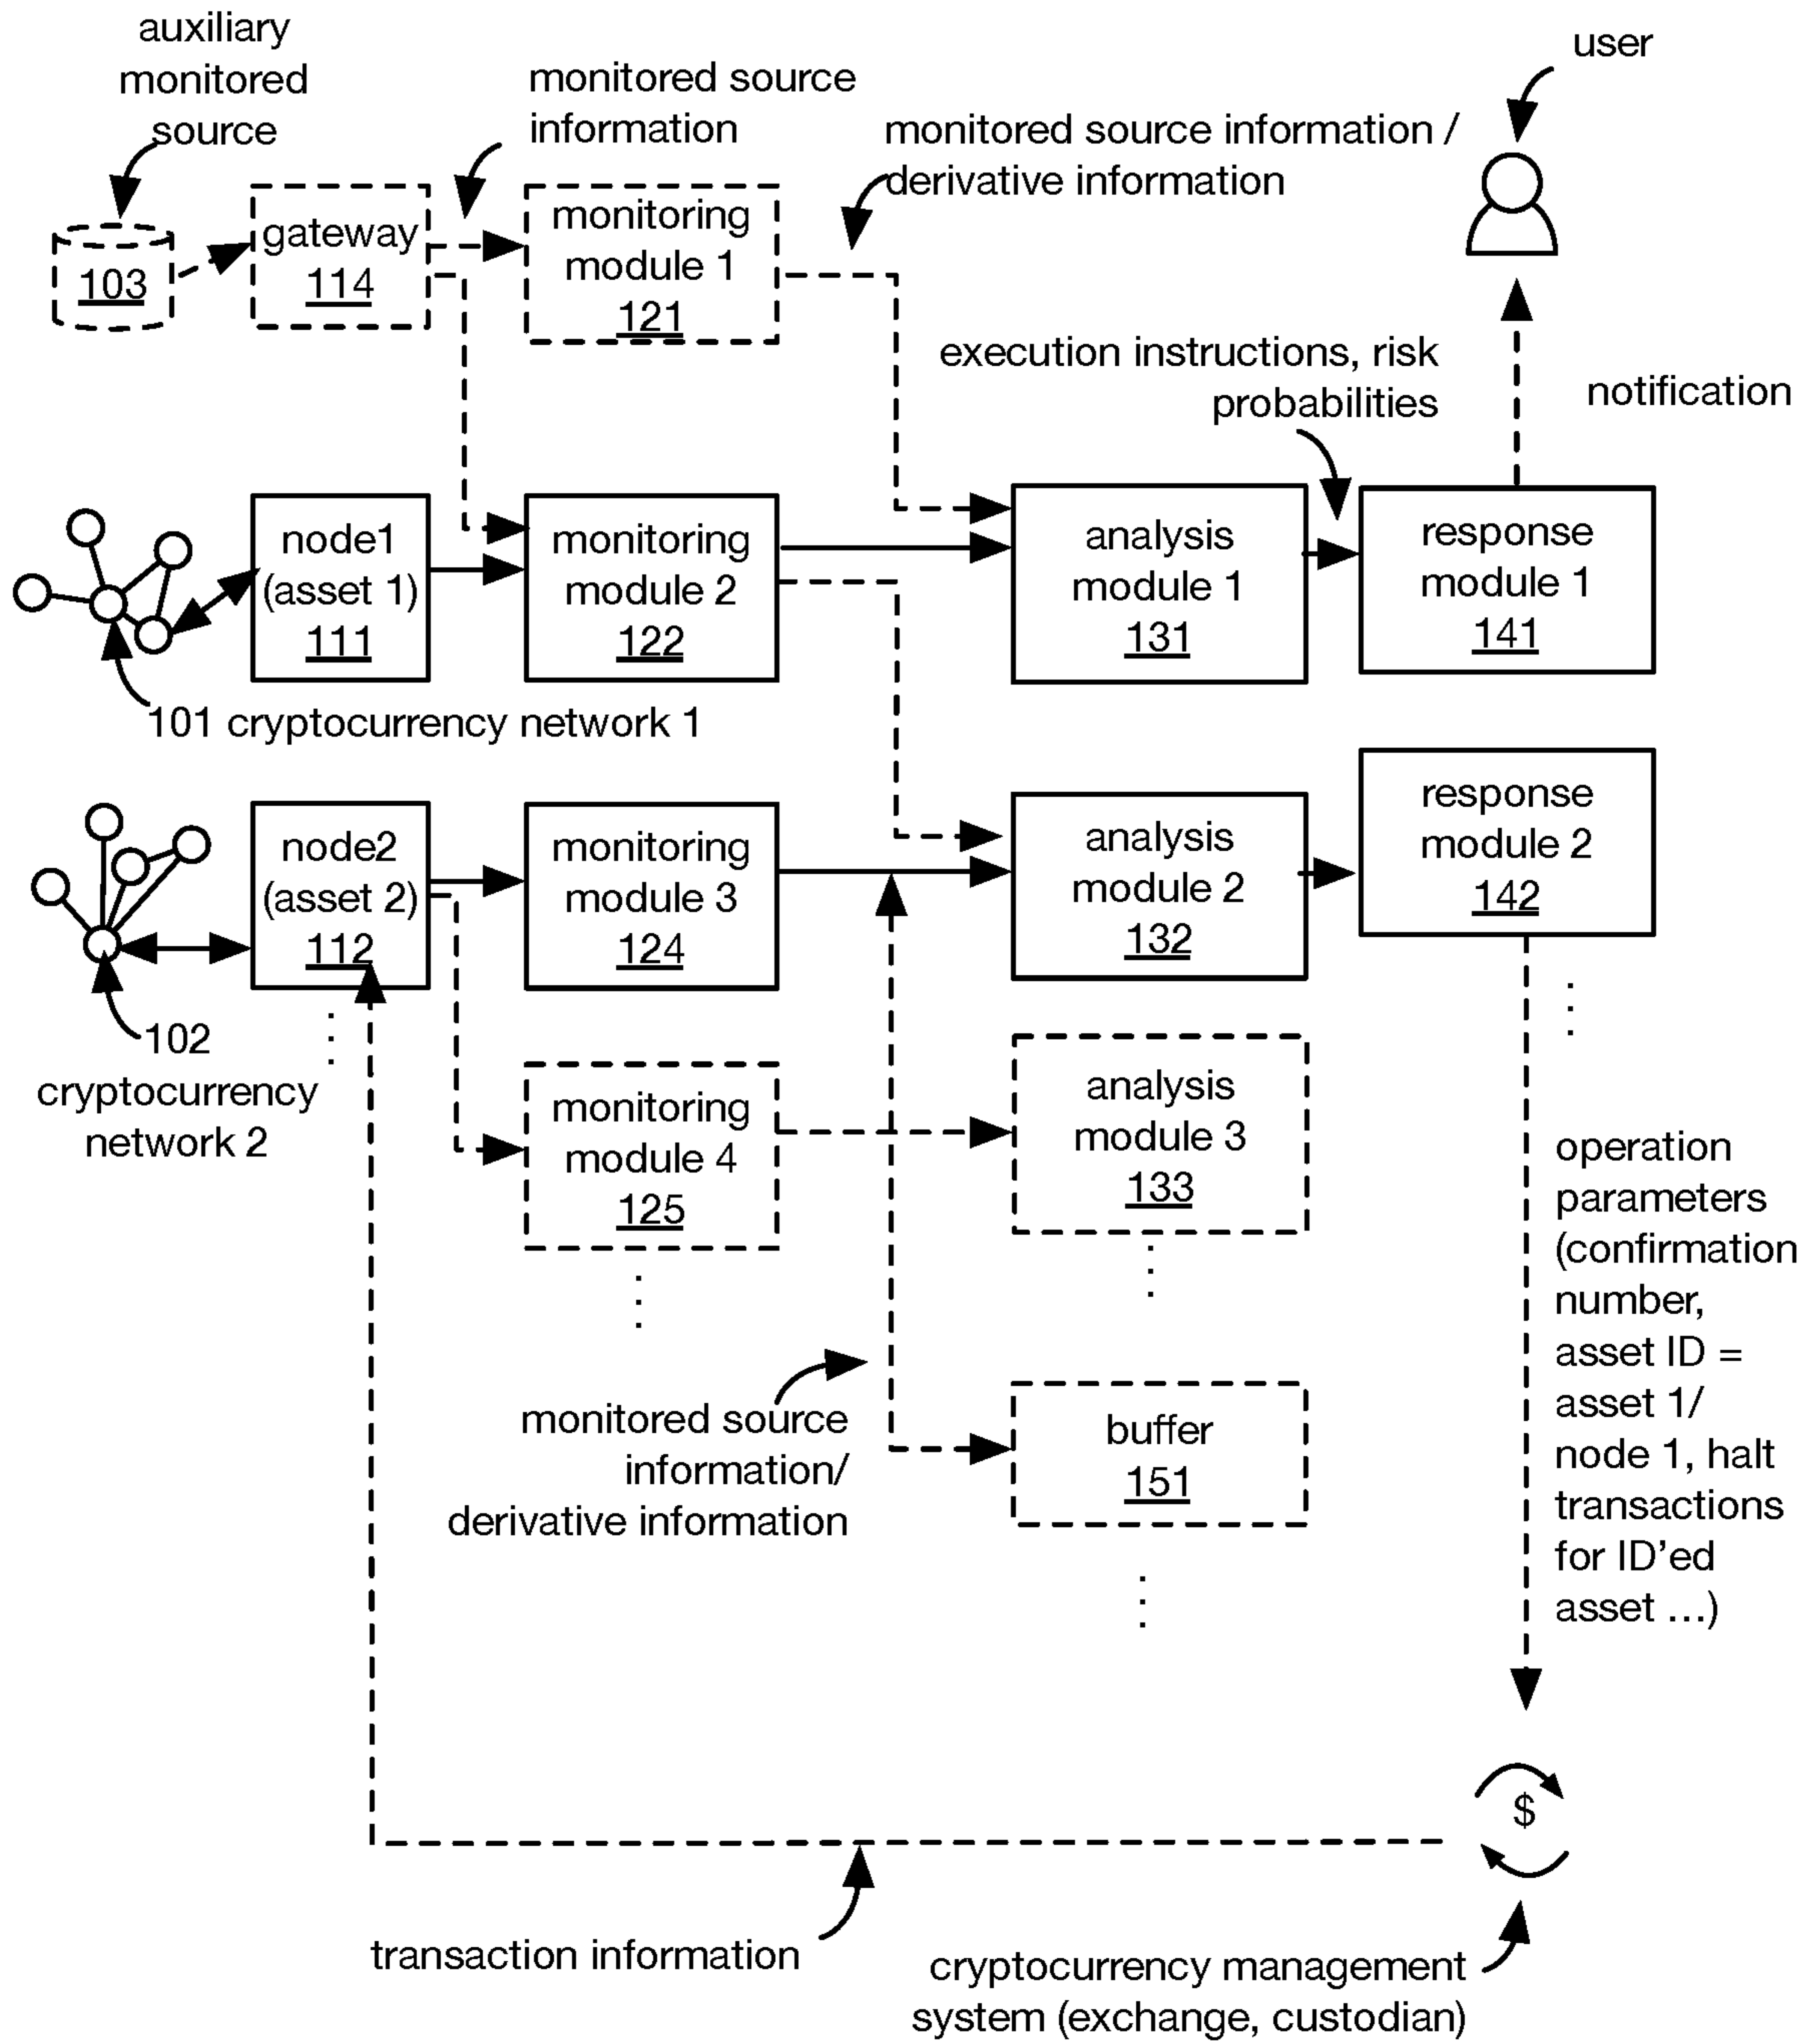 auxiliary
monitored
source
monitored source
information
monitored source information /
derivative information
user
103
gateway
114
monitoring
module 1
121
execution instructions, risk
probabilities
notification
node1
(asset 1)
111
monitoring
module 2
122
analysis
module 1
131
response
module 1
141
101 cryptocurrency network 1
node2
(asset 2)
112
monitoring
module 3
124
analysis
module 2
132
response
module 2
142
102
cryptocurrency
network 2
monitoring
module 4
125
analysis
module 3
133
operation
parameters
(confirmation
number,
asset ID =
asset 1/
node 1, halt
transactions
for ID’ed
asset ...)
monitored source
information/
derivative information
buffer
151
$
transaction information
cryptocurrency management
system (exchange, custodian)